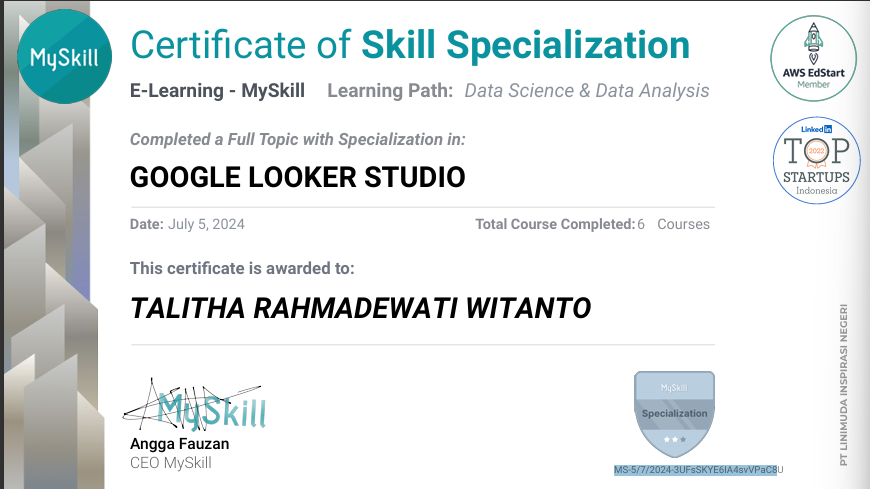 MySkill
Certificate of Skill Specialization
E-Learning - MySkill Learning Path: Data Science & Data Analysis
Completed a Full Topic with Specialization in:
GOOGLE LOOKER STUDIO
Date: July 5, 2024 Total Course Completed: 6 Courses
This certificate is awarded to:
TALITHA RAHMADEWATI WITANTO
MySkill
Angga Fauzan
CEO MySkill
MySkill
Specialization
MS-5/7/2024-3UFsSKYE6IA4svVPaC8U
AWS EdStart
Member
LinkedIn
TOP
2022
STARTUPS
Indonesia
PT LINIMUDA INSPIRASI NEGERI